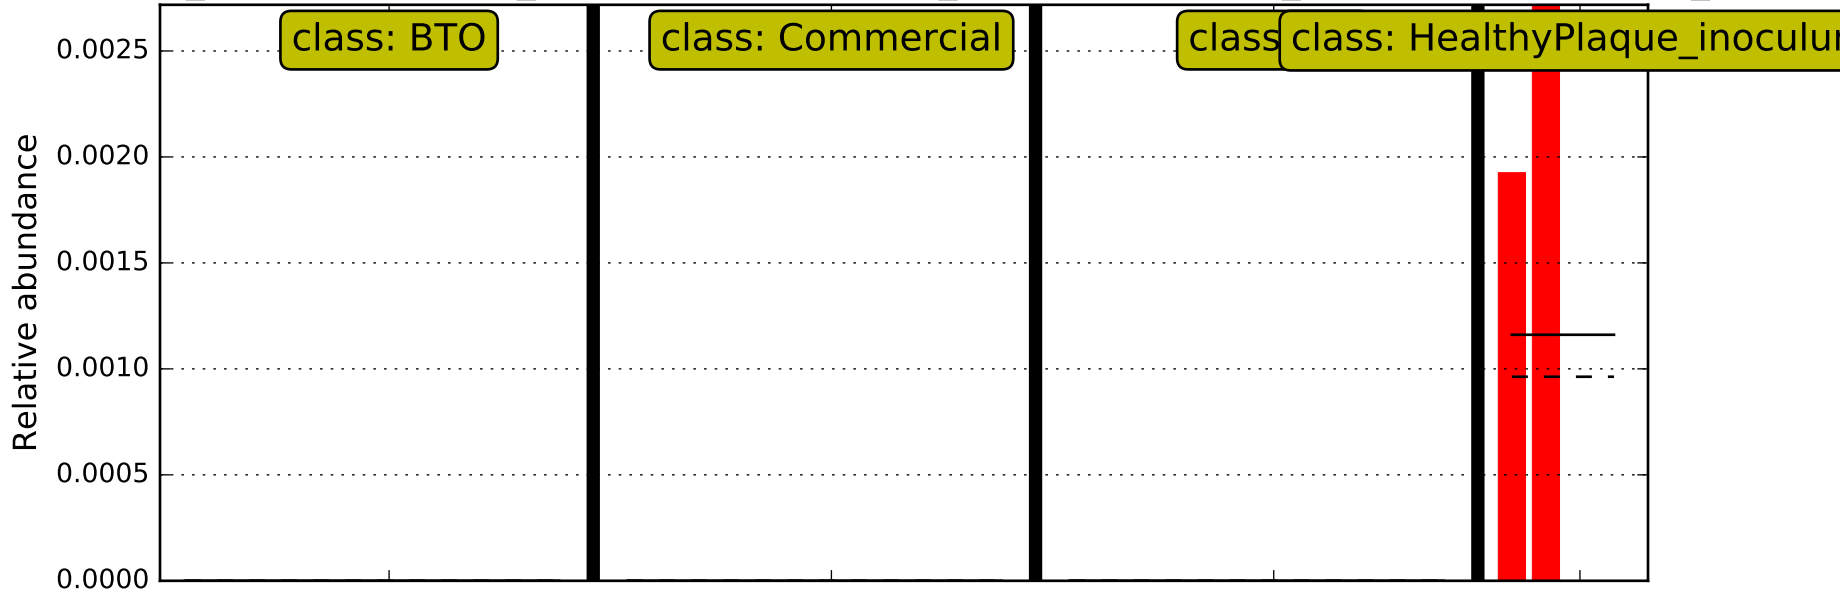 class: BTO
class: Commercial
class
class: HealthyPlaque_inoculu
0.0025
0.0020
0.0015
0.0010
0.0005
0.0000
Relative abundance